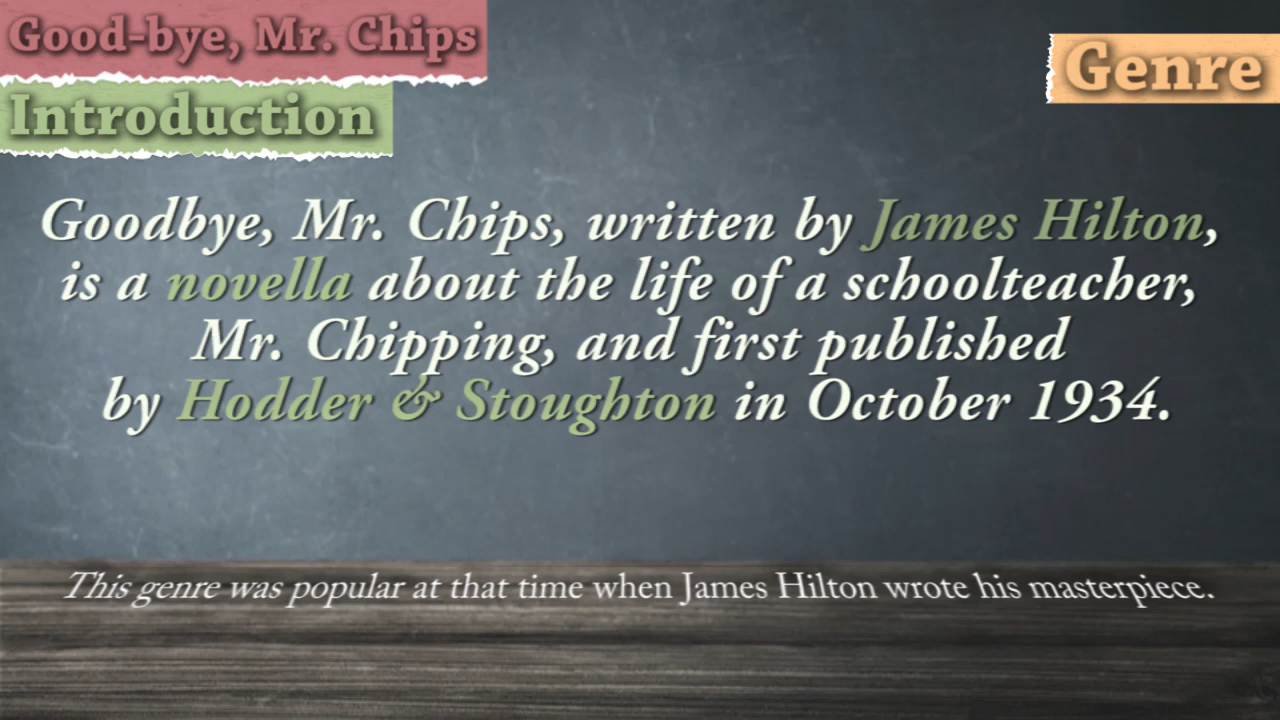 Good-bye, Mr. Chips
Introduction
Genre
Goodbye, Mr. Chips, written by James Hilton,
is a novella about the life of a schoolteacher,
Mr. Chipping, and first published
by Hodder & Stoughton in October 1934.
This genre was popular at that time when James Hilton wrote his masterpiece.